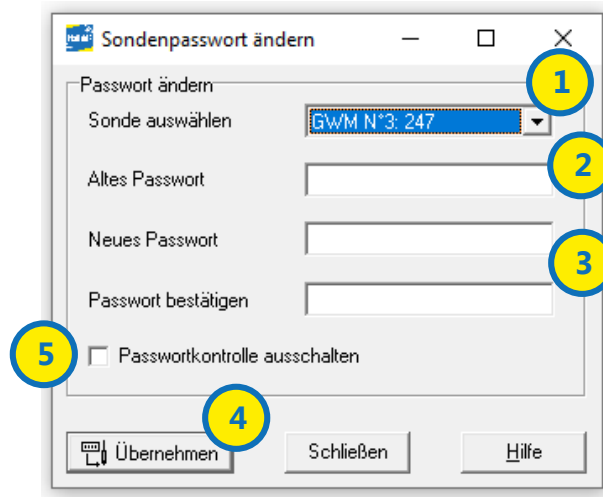 Sondenpasswort ändern
Passwort ändern
1
Sonde auswählen
GWM N°3: 247
2
Altes Passwort
Neues Passwort
3
Passwort bestätigen
5
Passwortkontrolle ausschalten
4
Übernehmen
Schließen
Hilfe